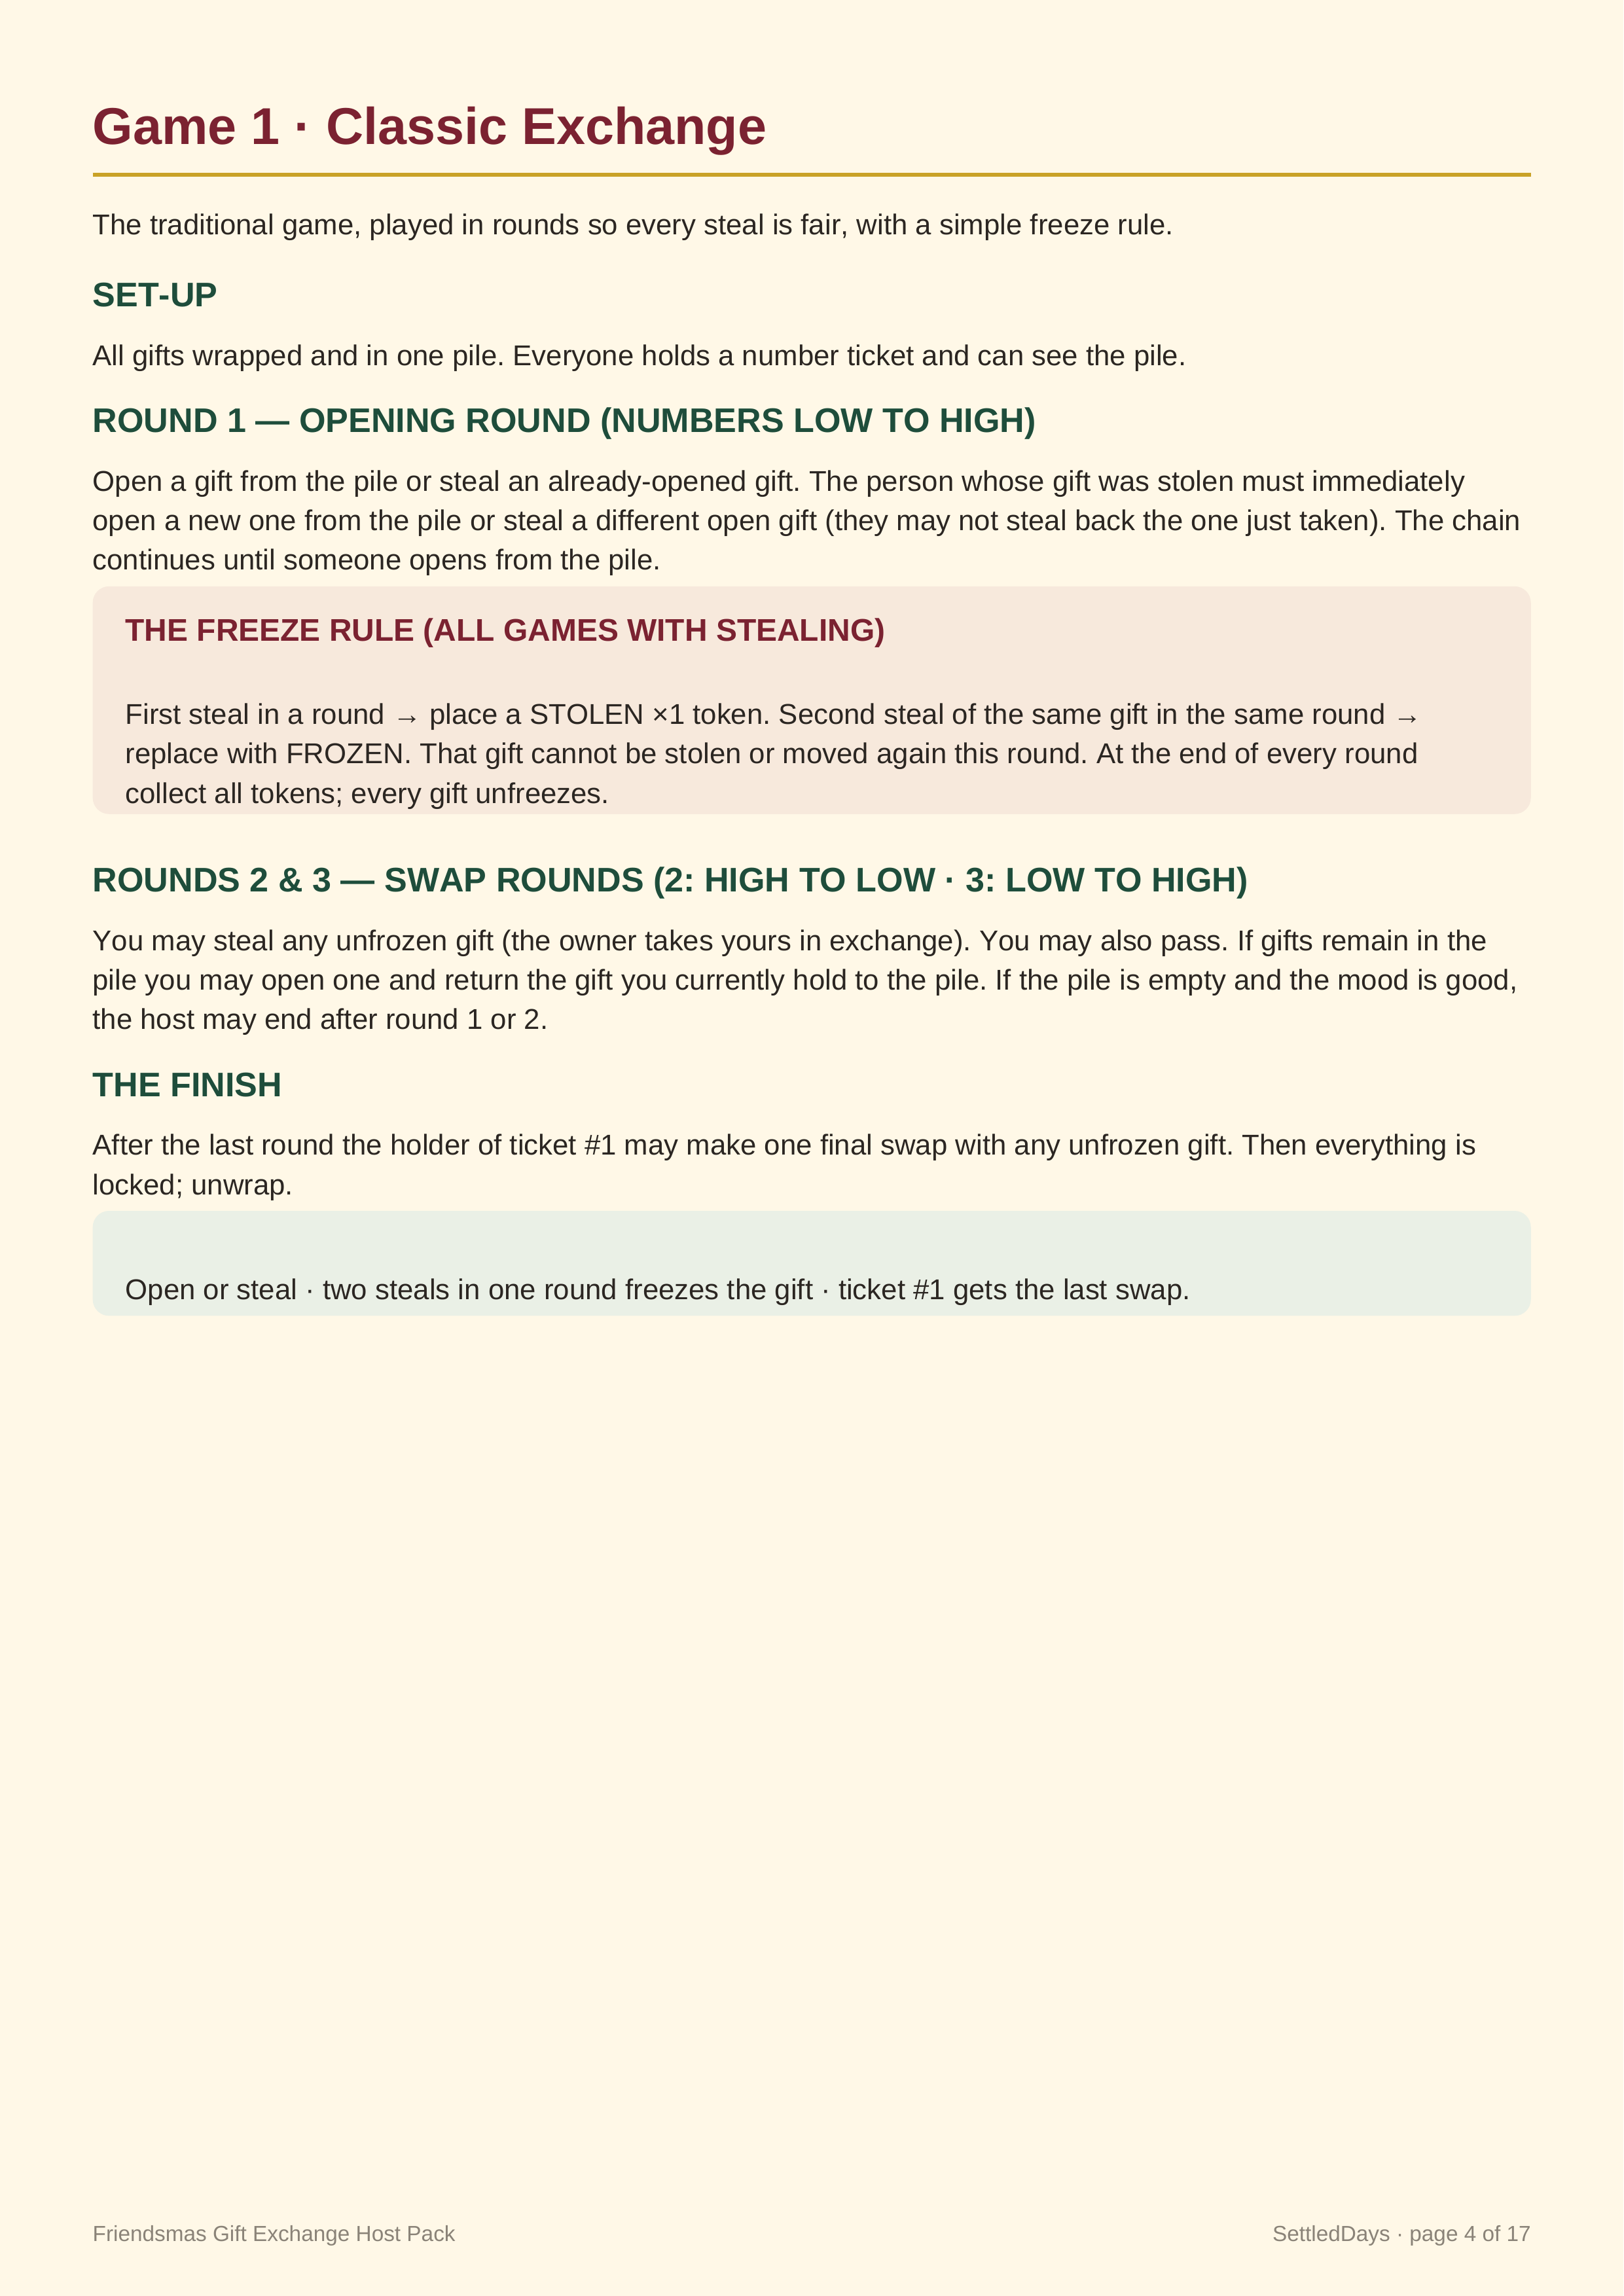 Game 1 · Classic Exchange
The traditional game, played in rounds so every steal is fair, with a simple freeze rule.
SET-UP
All gifts wrapped and in one pile. Everyone holds a number ticket and can see the pile.
ROUND 1 — OPENING ROUND (NUMBERS LOW TO HIGH)
Open a gift from the pile or steal an already-opened gift. The person whose gift was stolen must immediately
open a new one from the pile or steal a different open gift (they may not steal back the one just taken). The chain
continues until someone opens from the pile.
THE FREEZE RULE (ALL GAMES WITH STEALING)
First steal in a round → place a STOLEN ×1 token. Second steal of the same gift in the same round →
replace with FROZEN. That gift cannot be stolen or moved again this round. At the end of every round
collect all tokens; every gift unfreezes.
ROUNDS 2 & 3 — SWAP ROUNDS (2: HIGH TO LOW · 3: LOW TO HIGH)
You may steal any unfrozen gift (the owner takes yours in exchange). You may also pass. If gifts remain in the
pile you may open one and return the gift you currently hold to the pile. If the pile is empty and the mood is good,
the host may end after round 1 or 2.
THE FINISH
After the last round the holder of ticket #1 may make one final swap with any unfrozen gift. Then everything is
locked; unwrap.
Open or steal · two steals in one round freezes the gift · ticket #1 gets the last swap.
Friendsmas Gift Exchange Host Pack
SettledDays · page 4 of 17